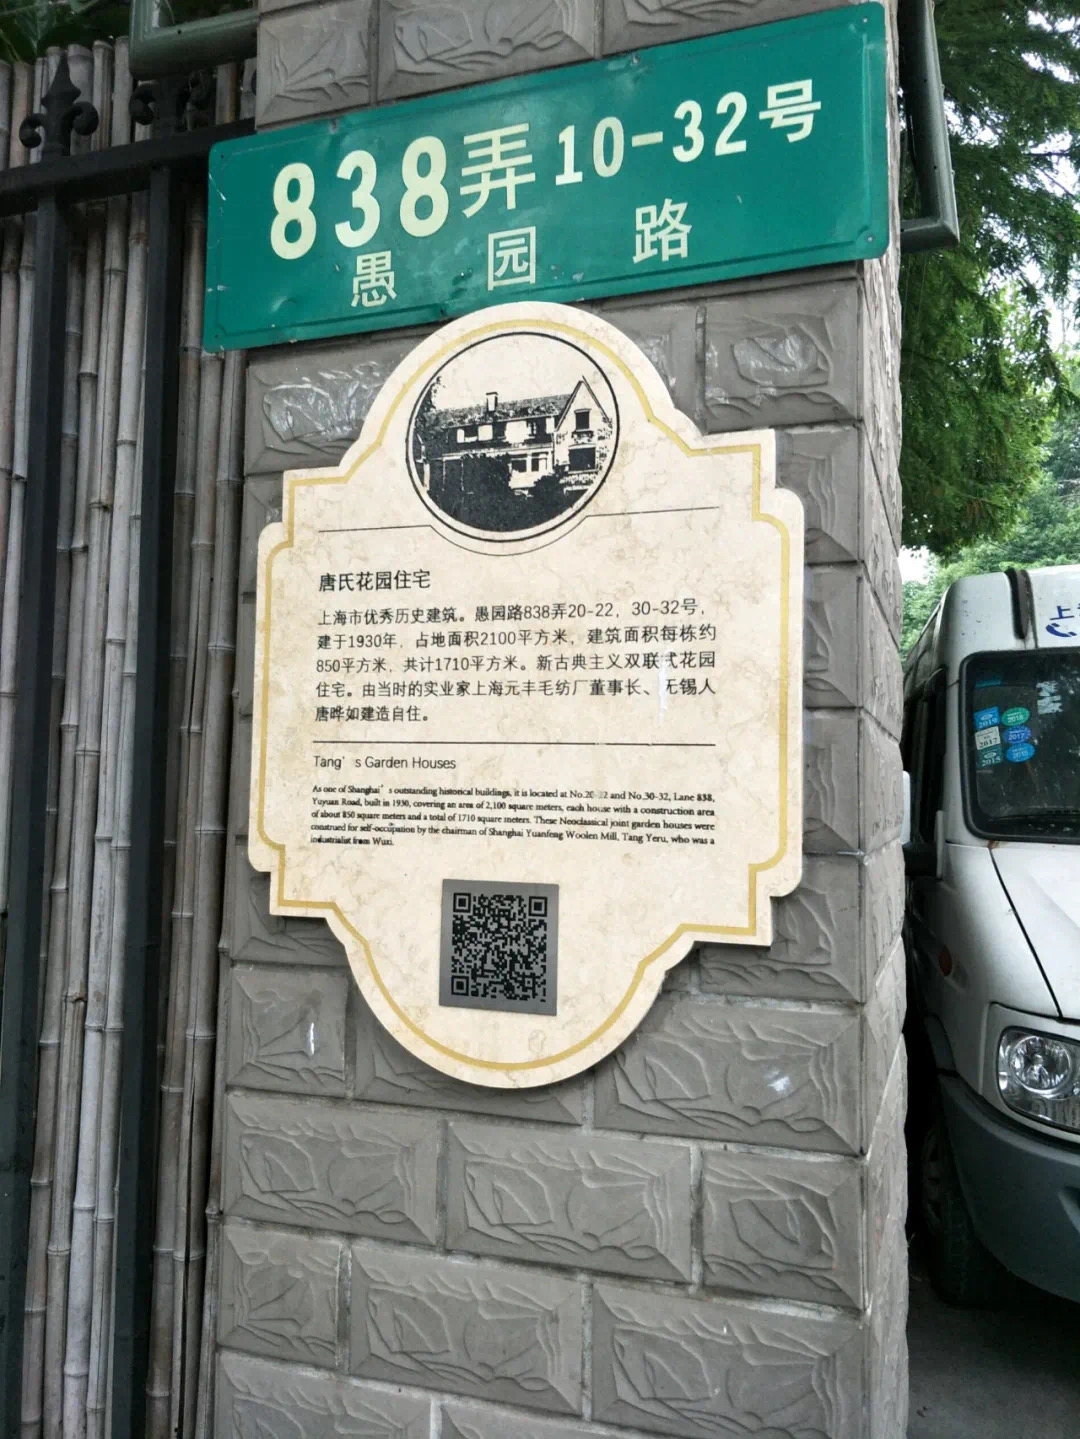 838弄10-32号
愚园路
唐氏花园住宅
上海市优秀历史建筑。愚园路838弄20-22，30-32号，
建于1930年，占地面积2100平方米，建筑面积每栋约
850平方米，共计1710平方米。新古典主义双联式花园
住宅。由当时的实业家上海元丰毛纺厂董事长、无锡人
唐晔如建造自住。
Tang's Garden Houses
As one of Shanghai's outstanding historical buildings, it is located at No.20-22 and No.30-32, Lane 838,
Yuyuan Road, built in 1930, covering an area of 2,100 square meters, each house with a construction area
of about 850 square meters and a total of 1710 square meters. These Neoclassical joint garden houses were
construed for self-occupation by the chairman of Shanghai Yuanfeng Woolen Mill, Tang Yeru, who was a
industrialist from Wuxi.
上
2019
2018
2017
2017
2015
2016